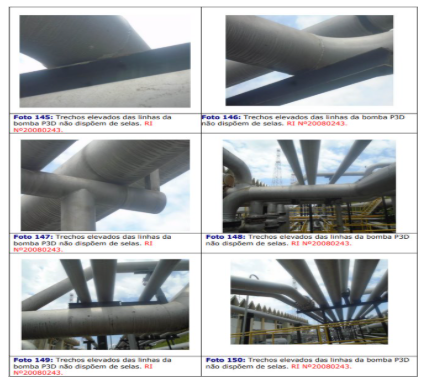 Foto 145: Trechos elevados das linhas da
bomba P3D não dispõem de selas. RI
Nº20080243.
Foto 146: Trechos elevados das linhas da bomba P3D
não dispõem de selas. RI Nº20080243.
Foto 147: Trechos elevados das linhas da
bomba P3D não dispõem de selas. RI
Nº20080243.
Foto 148: Trechos elevados das linhas da bomba P3D
não dispõem de selas. RI Nº20080243.
Foto 149: Trechos elevados das linhas da
bomba P3D não dispõem de selas. RI
Nº20080243.
Foto 150: Trechos elevados das linhas da bomba P3D
não dispõem de selas. RI Nº20080243.